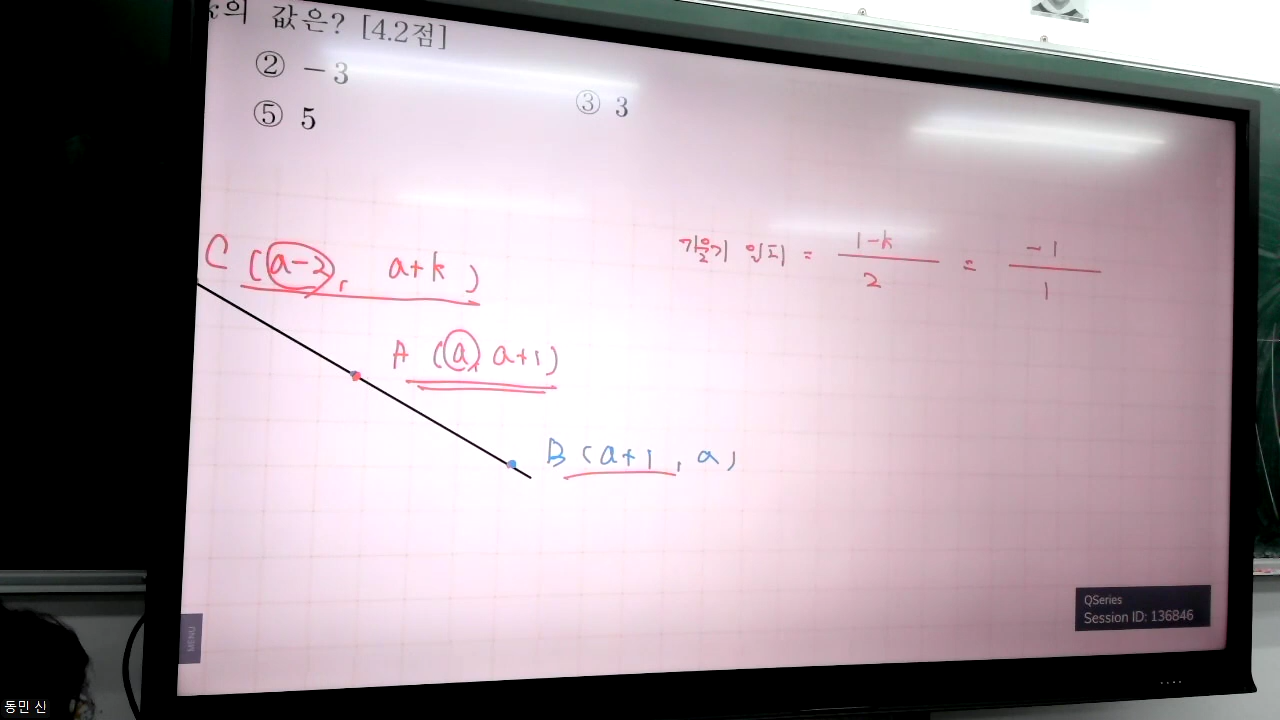 k의 값은? [4.2점]
② -3
③ 3
⑤ 5
C (a-2, a+k)
기울기 일치 = 1-k / 2 = -1 / 1
A (a, a+1)
B (a+1, a)
QSeries
Session ID: 136846
MENU
동민 신